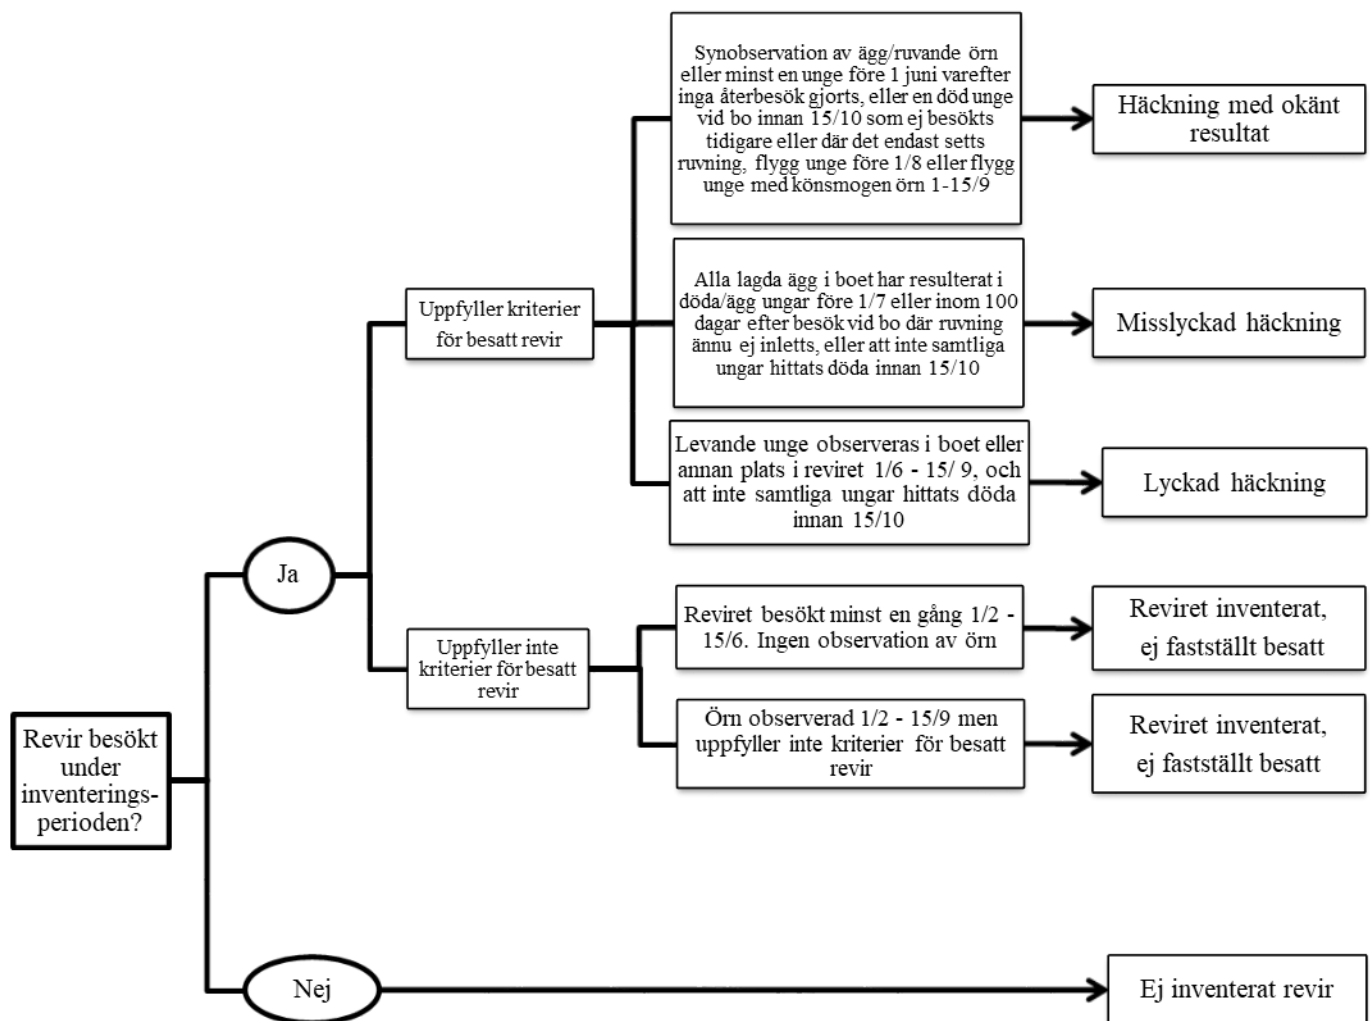 Revir besökt
under
inventerings-
perioden?
Ja
Uppfyller kriterier
för besatt revir
Synobservation av ägg/ruvande örn
eller minst en unge före 1 juni varefter
inga återbesök gjorts, eller en död unge
vid bo innan 15/10 som ej besökts
tidigare eller där det endast setts
ruvning, flygg unge före 1/8 eller flygg
unge med könsmogen örn 1-15/9
Häckning med okänt
resultat
Alla lagda ägg i boet har resulterat i
döda/ägg ungar före 1/7 eller inom 100
dagar efter besök vid bo där ruvning
ännu ej inletts, eller att inte samtliga
ungar hittats döda innan 15/10
Misslyckad häckning
Levande unge observeras i boet eller
annan plats i reviret 1/6 - 15/ 9, och
att inte samtliga ungar hittats döda
innan 15/10
Lyckad häckning
Uppfyller inte
kriterier för besatt
revir
Reviret besökt minst en gång 1/2 -
15/6. Ingen observation av örn
Reviret inventerat,
ej fastställt besatt
Örn observerad 1/2 - 15/9 men
uppfyller inte kriterier för besatt
revir
Reviret inventerat,
ej fastställt besatt
Nej
Ej inventerat revir